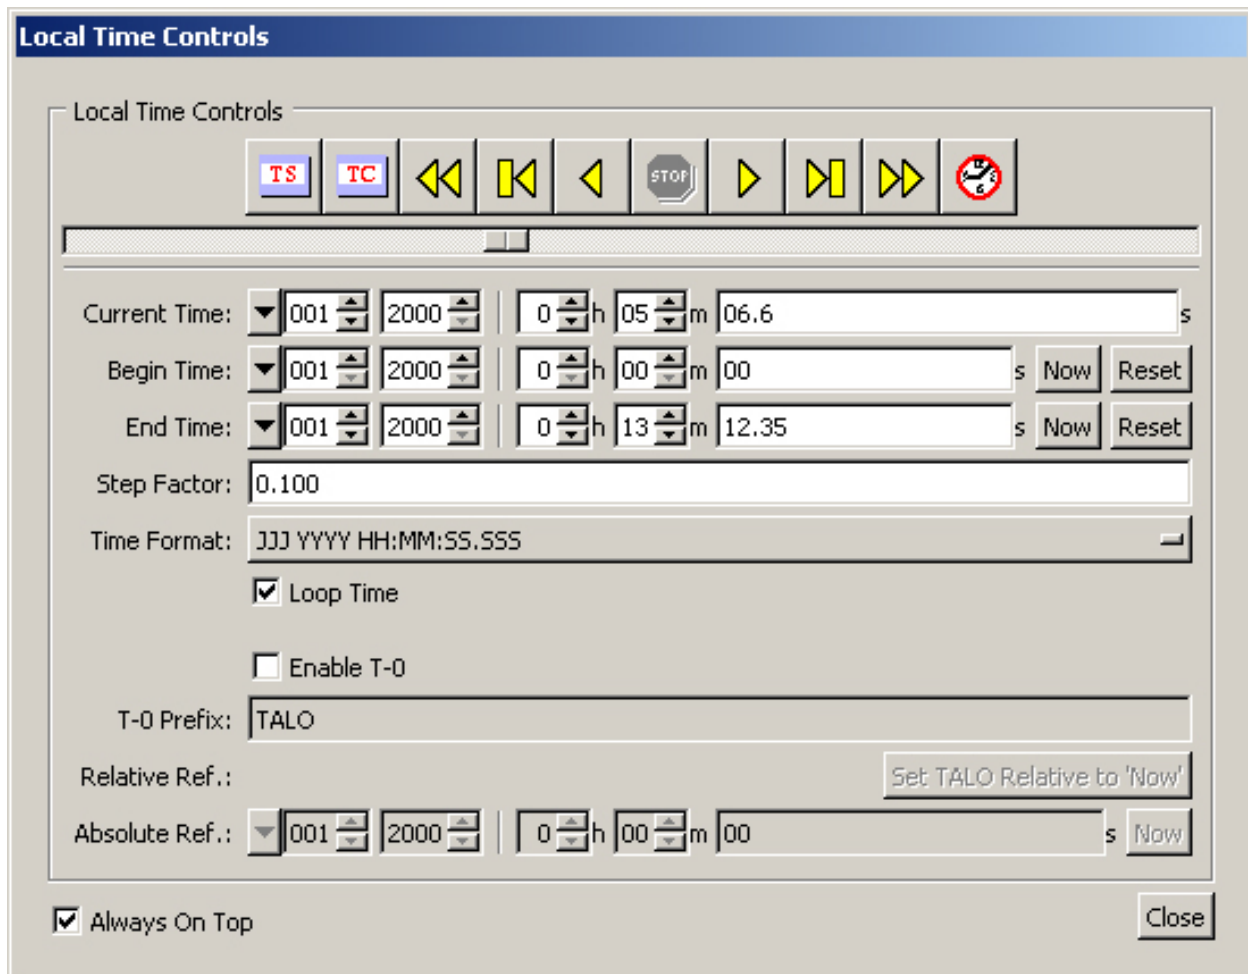 Local Time Controls
Local Time Controls
TS TC STOP
Current Time: 001 2000 0 h 05 m 06.6 s
Begin Time: 001 2000 0 h 00 m 00 s Now Reset
End Time: 001 2000 0 h 13 m 12.35 s Now Reset
Step Factor: 0.100
Time Format: JJJ YYYY HH:MM:SS.SSS
Loop Time
Enable T-0
T-0 Prefix: TALO
Relative Ref.: Set TALO Relative to 'Now'
Absolute Ref.: 001 2000 0 h 00 m 00 s Now
Always On Top Close